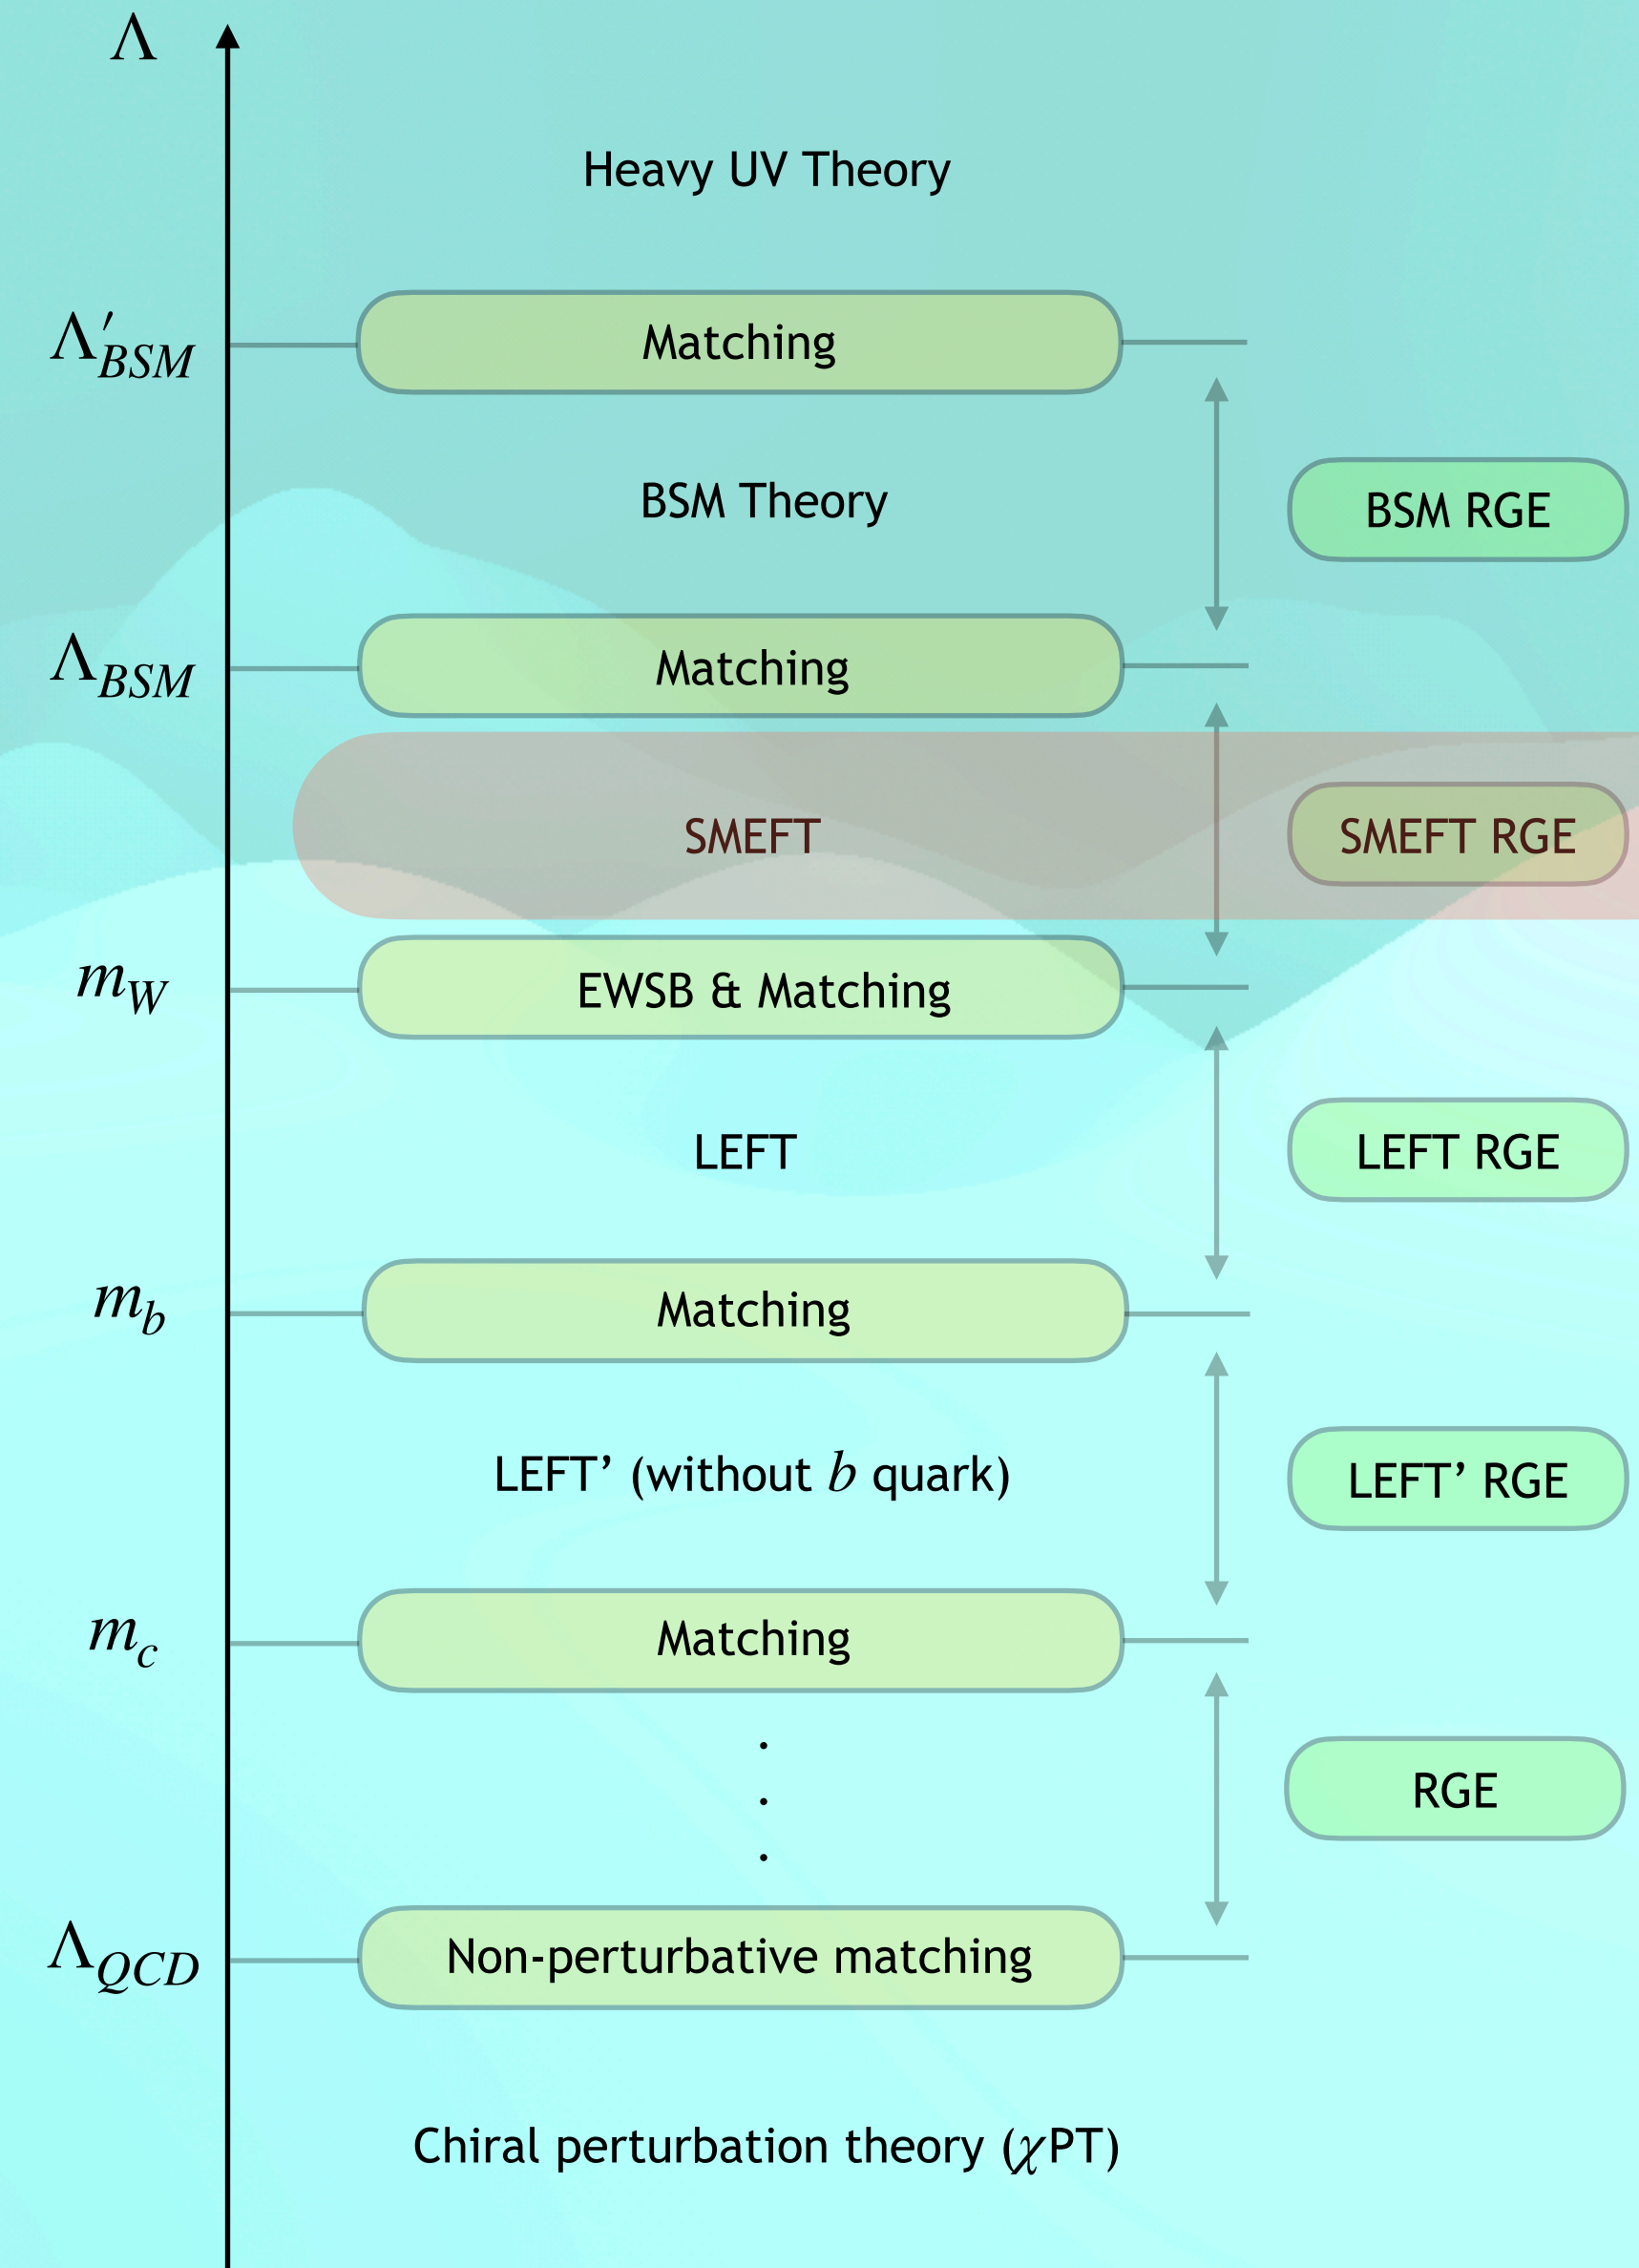 Λ
Heavy UV Theory
Λ′BSM
Matching
BSM Theory
BSM RGE
ΛBSM
Matching
SMEFT
SMEFT RGE
mW
EWSB & Matching
LEFT
LEFT RGE
mb
Matching
LEFT’ (without b quark)
LEFT’ RGE
mc
Matching
.
.
.
RGE
ΛQCD
Non-perturbative matching
Chiral perturbation theory (χPT)